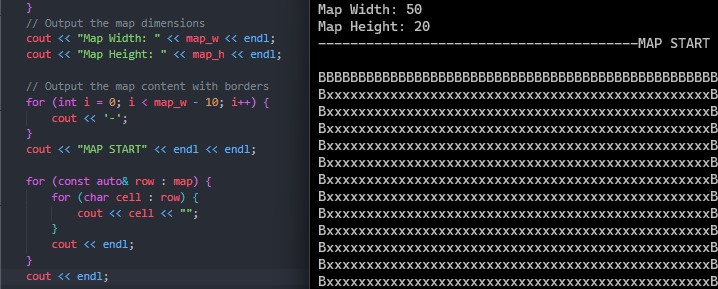 }
// Output the map dimensions
cout << "Map Width: " << map_w << endl;
cout << "Map Height: " << map_h << endl;
// Output the map content with borders
for (int i = 0; i < map_w - 10; i++) {
cout << '-';
}
cout << "MAP START" << endl << endl;
for (const auto& row : map) {
for (char cell : row) {
cout << cell << "";
}
cout << endl;
}
cout << endl;
Map Width: 50
Map Height: 20
----------------------------------------MAP START
BBBBBBBBBBBBBBBBBBBBBBBBBBBBBBBBBBBBBBBBBBBBBBBBBB
BxxxxxxxxxxxxxxxxxxxxxxxxxxxxxxxxxxxxxxxxxxxxxxxxB
BxxxxxxxxxxxxxxxxxxxxxxxxxxxxxxxxxxxxxxxxxxxxxxxxB
BxxxxxxxxxxxxxxxxxxxxxxxxxxxxxxxxxxxxxxxxxxxxxxxxB
BxxxxxxxxxxxxxxxxxxxxxxxxxxxxxxxxxxxxxxxxxxxxxxxxB
BxxxxxxxxxxxxxxxxxxxxxxxxxxxxxxxxxxxxxxxxxxxxxxxxB
BxxxxxxxxxxxxxxxxxxxxxxxxxxxxxxxxxxxxxxxxxxxxxxxxB
BxxxxxxxxxxxxxxxxxxxxxxxxxxxxxxxxxxxxxxxxxxxxxxxxB
BxxxxxxxxxxxxxxxxxxxxxxxxxxxxxxxxxxxxxxxxxxxxxxxxB
BxxxxxxxxxxxxxxxxxxxxxxxxxxxxxxxxxxxxxxxxxxxxxxxxB
BxxxxxxxxxxxxxxxxxxxxxxxxxxxxxxxxxxxxxxxxxxxxxxxxB
BxxxxxxxxxxxxxxxxxxxxxxxxxxxxxxxxxxxxxxxxxxxxxxxxB
BxxxxxxxxxxxxxxxxxxxxxxxxxxxxxxxxxxxxxxxxxxxxxxxxB